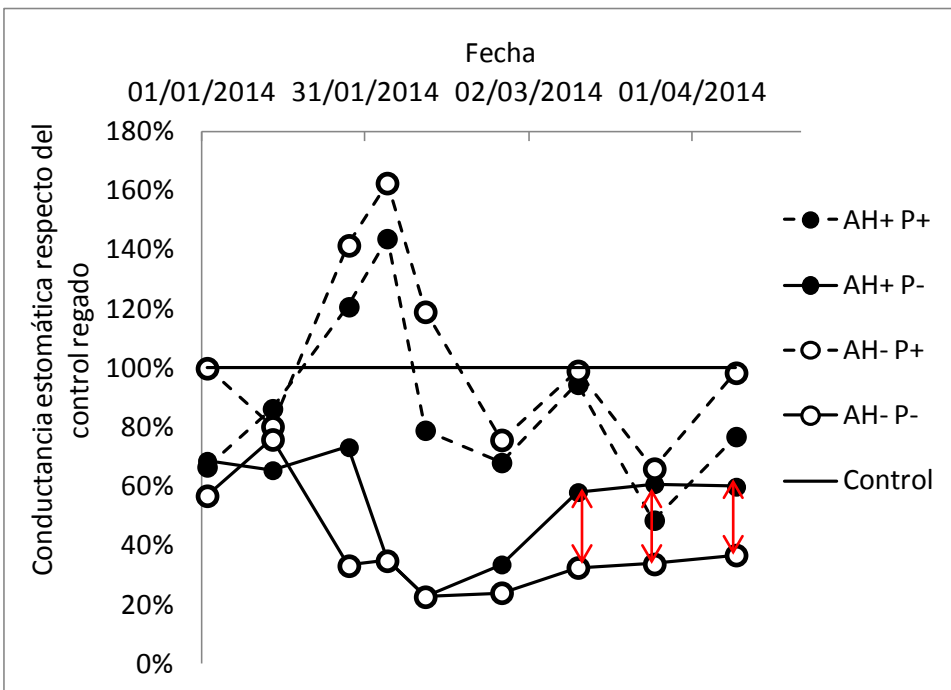 Fecha
01/01/2014 31/01/2014 02/03/2014 01/04/2014
Conductancia estomática respecto del
control regado
180%
160%
140%
120%
100%
80%
60%
40%
20%
0%
AH+ P+
AH+ P-
AH- P+
AH- P-
Control